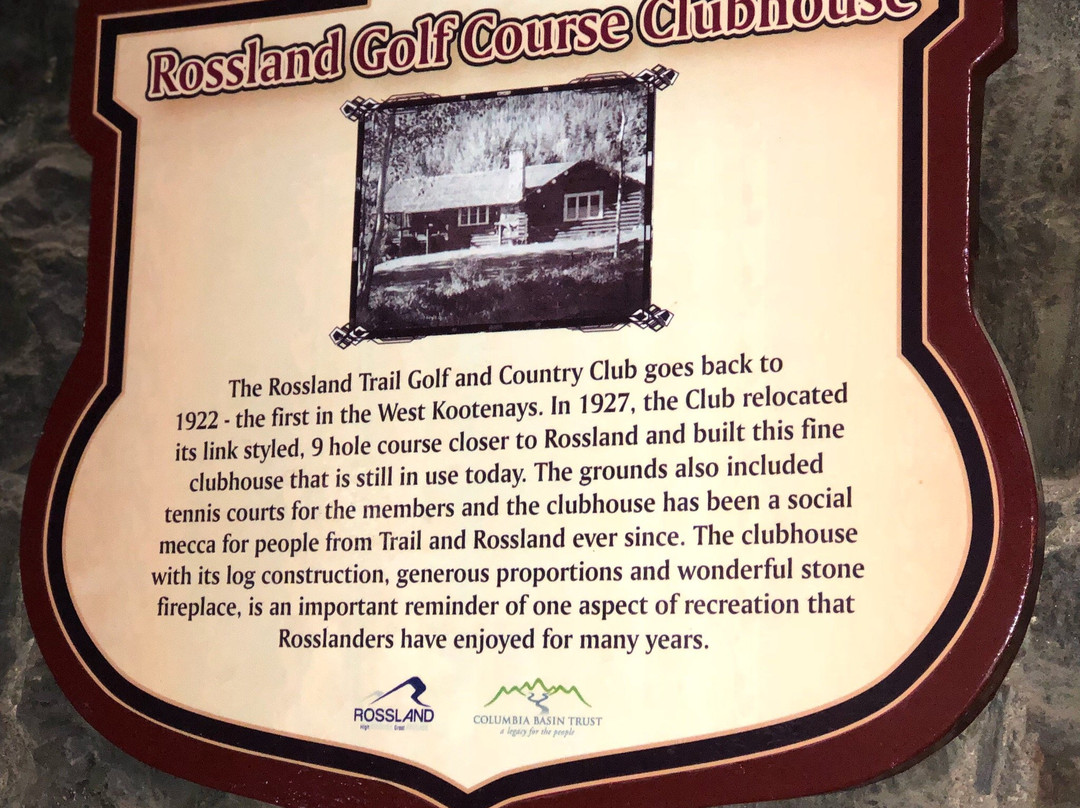 Rossland Golf Course Clubhouse
The Rossland Trail Golf and Country Club goes back to
1922 - the first in the West Kootenays. In 1927, the Club relocated
its link styled, 9 hole course closer to Rossland and built this fine
clubhouse that is still in use today. The grounds also included
tennis courts for the members and the clubhouse has been a social
mecca for people from Trail and Rossland ever since. The clubhouse
with its log construction, generous proportions and wonderful stone
fireplace, is an important reminder of one aspect of recreation that
Rosslanders have enjoyed for many years.
ROSSLAND
High Great
COLUMBIA BASIN TRUST
a legacy for the people